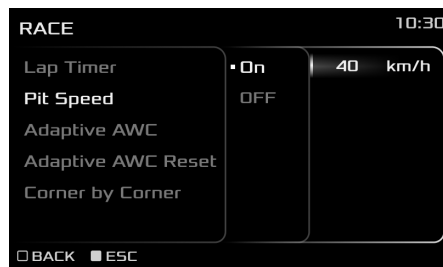 RACE 10:30
Lap Timer On 40 km/h
Pit Speed OFF
Adaptive AWC
Adaptive AWC Reset
Corner by Corner
BACK ESC